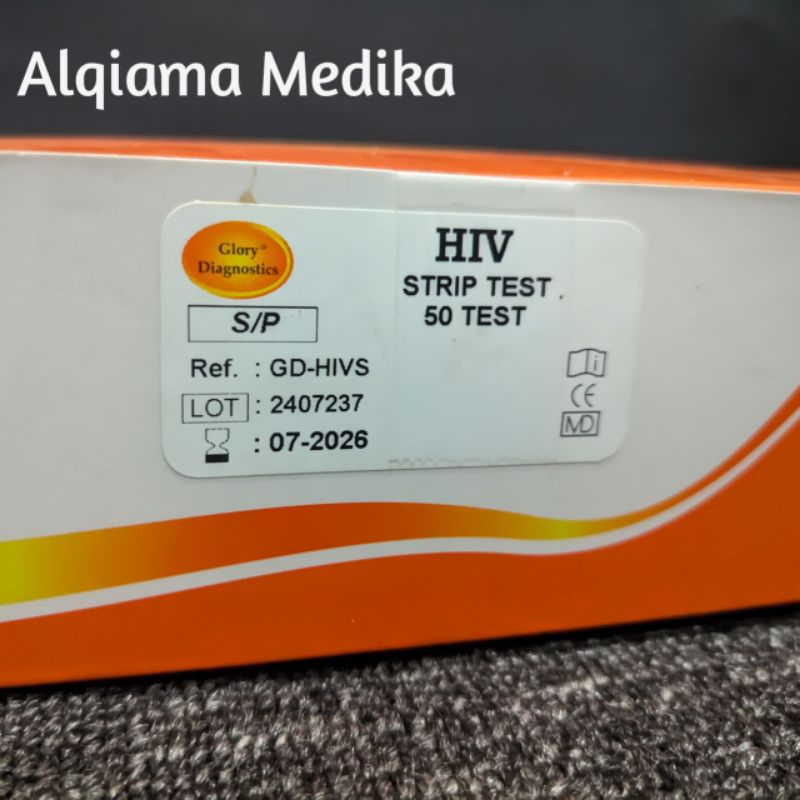 Alqiama Medika
Glory®
Diagnostics
S/P
Ref. : GD-HIVS
LOT : 2407237
: 07-2026
HIV
STRIP TEST
50 TEST
i
CE
MD